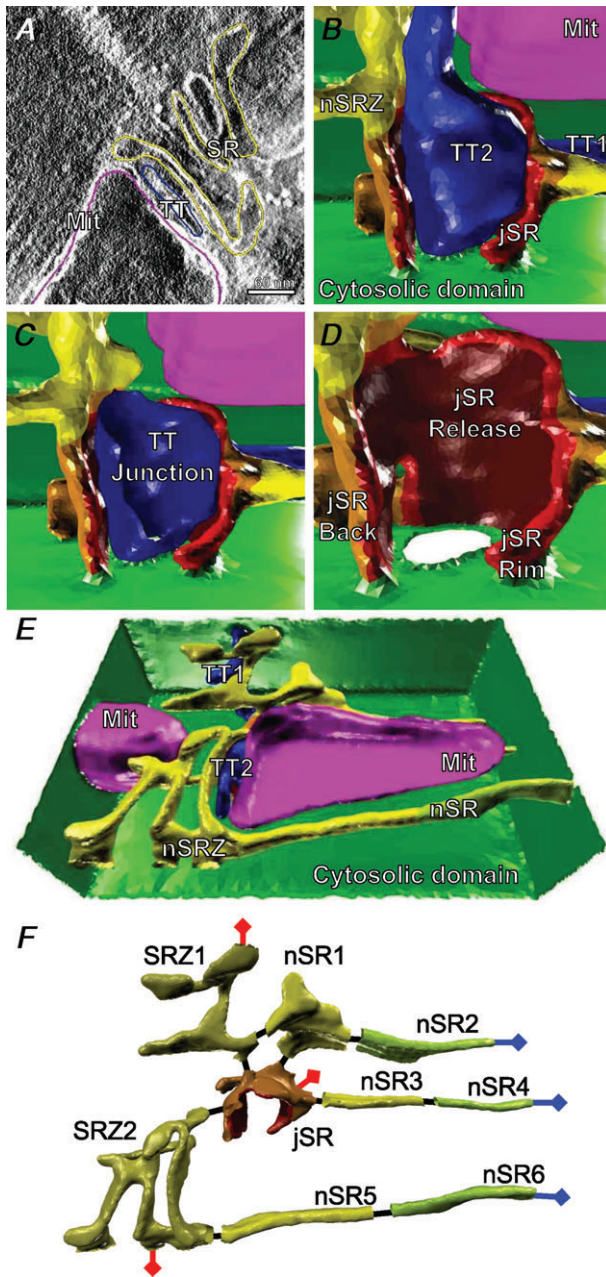 A
SR
TT
Mit
60 nm
B
Mit
nSRZ
TT1
TT2
jSR
Cytosolic domain
C
TT
Junction
D
jSR
Release
jSR
Back
jSR
Rim
E
TT1
Mit
TT2
Mit
nSR
nSRZ
Cytosolic domain
F
SRZ1
nSR1
nSR2
nSR3
nSR4
SRZ2
jSR
nSR5
nSR6